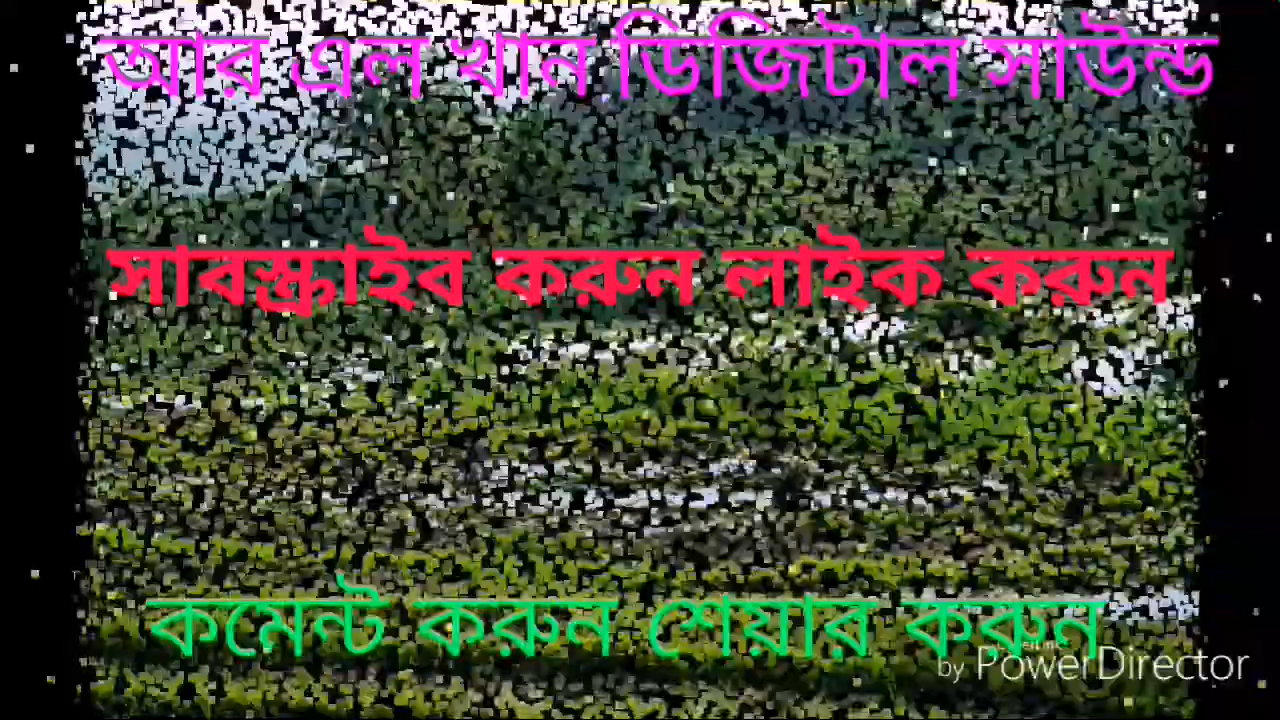 আর এল খান ডিজিটাল সাউন্ড
সাবস্ক্রাইব করুন লাইক করুন
কমেন্ট করুন শেয়ার করুন
by PowerDirector